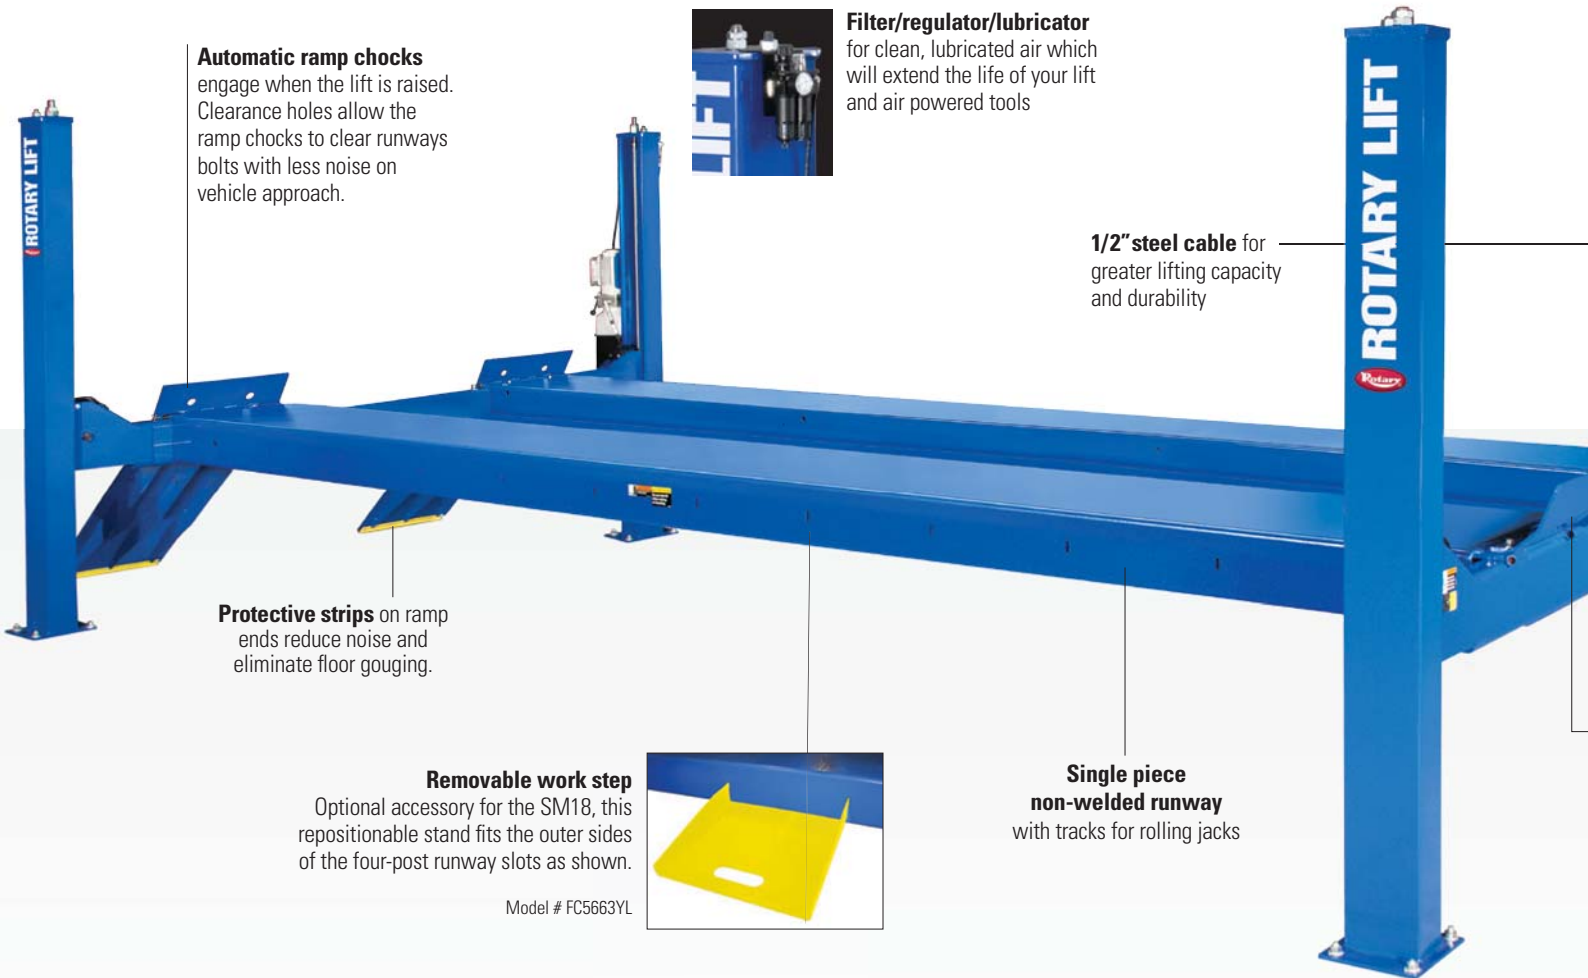 Automatic ramp chocks
engage when the lift is raised.
Clearance holes allow the
ramp chocks to clear runways
bolts with less noise on
vehicle approach.
Filter/regulator/lubricator
for clean, lubricated air which
will extend the life of your lift
and air powered tools
LIFT
1/2” steel cable for
greater lifting capacity
and durability
ROTARY LIFT
ROTARY LIFT
Rotary
Protective strips on ramp
ends reduce noise and
eliminate floor gouging.
Removable work step
Optional accessory for the SM18, this
repositionable stand fits the outer sides
of the four-post runway slots as shown.
Model # FC5663YL
Single piece
non-welded runway
with tracks for rolling jacks